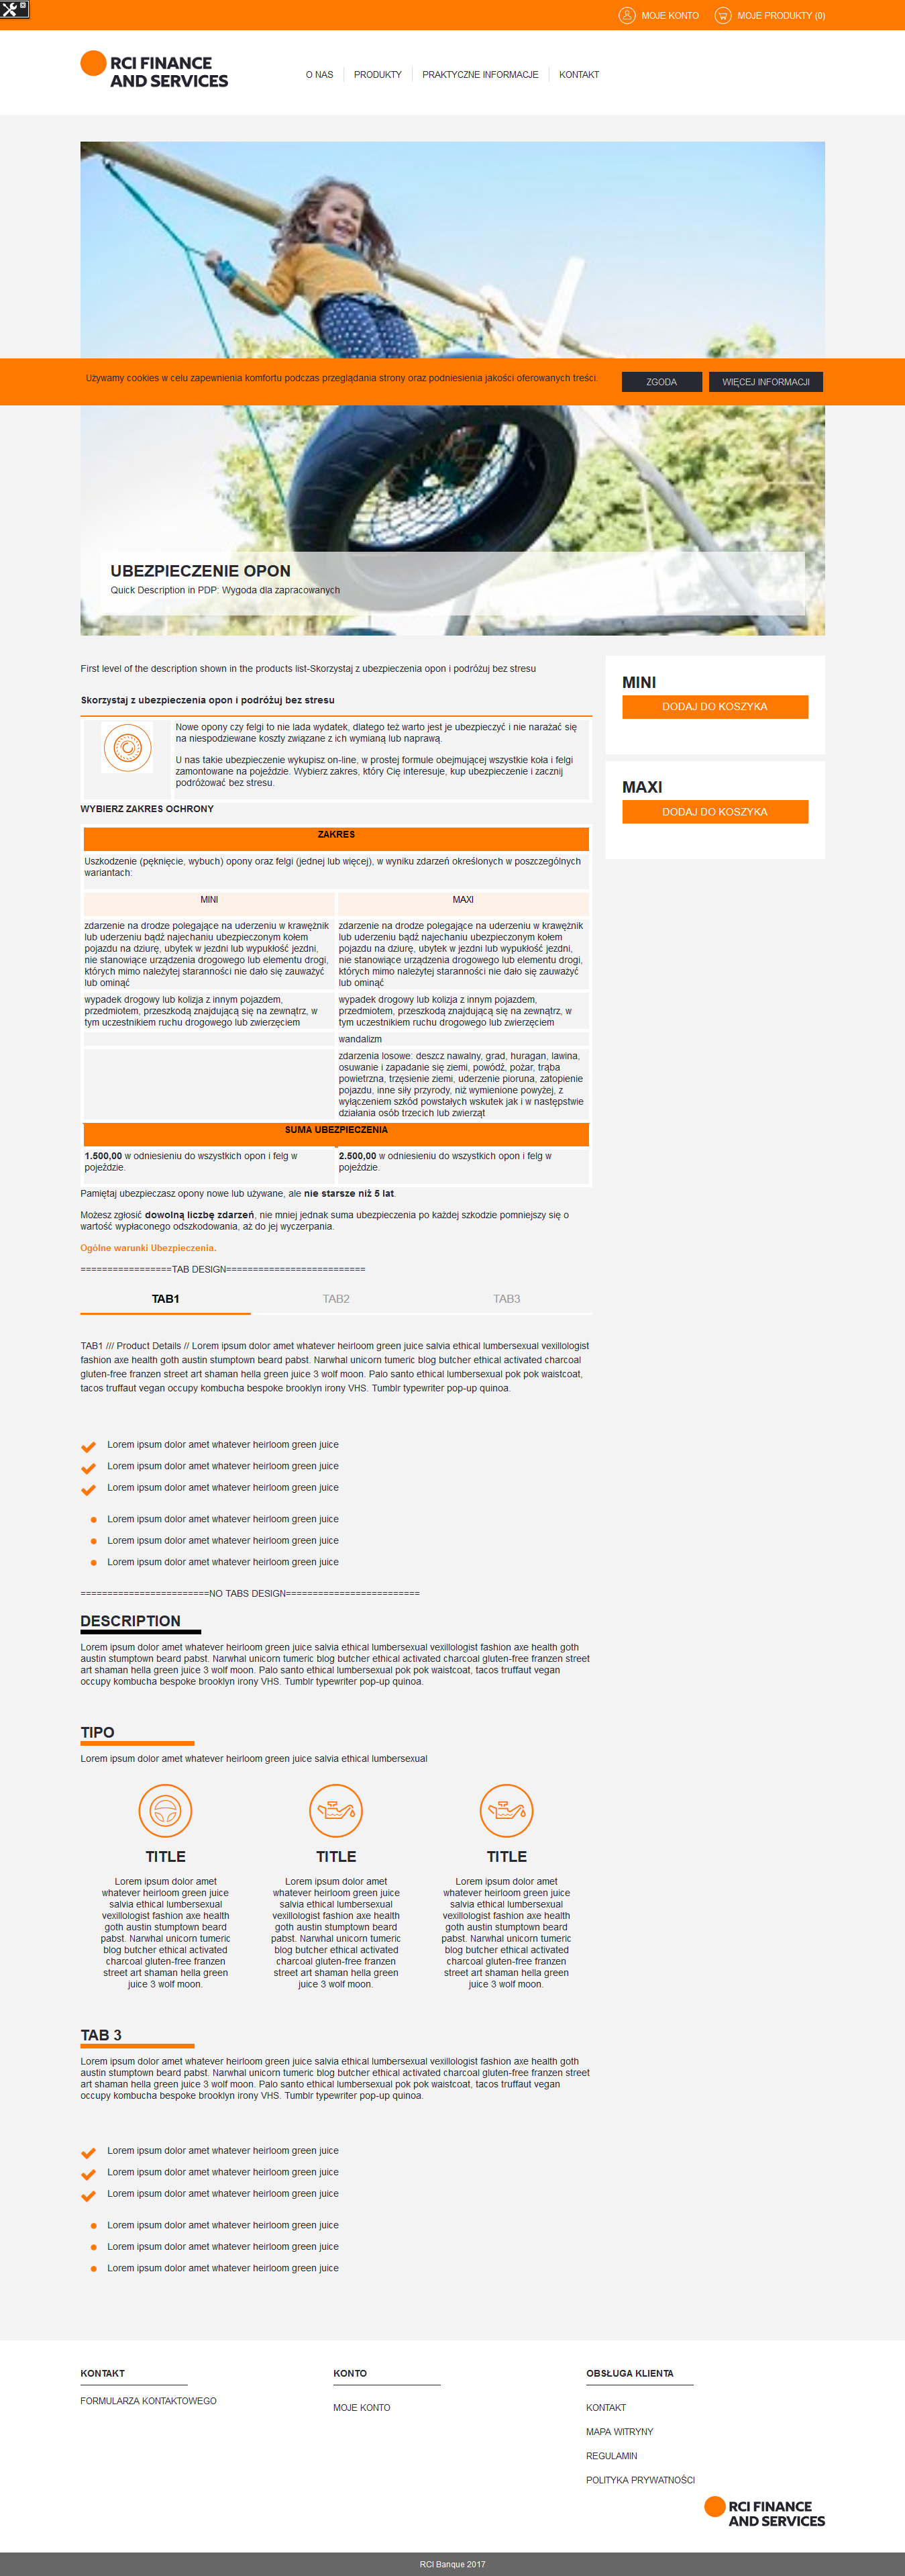 MOJE KONTO
MOJE PRODUKTY (0)
RCI FINANCE
AND SERVICES
O NAS
PRODUKTY
PRAKTYCZNE INFORMACJE
KONTAKT
Używamy cookies w celu zapewnienia komfortu podczas przeglądania strony oraz podniesienia jakości oferowanych treści.
ZGODA
WIĘCEJ INFORMACJI
UBEZPIECZENIE OPON
Quick Description in PDP: Wygoda dla zapracowanych
First level of the description shown in the products list-Skorzystaj z ubezpieczenia opon i podróżuj bez stresu
Skorzystaj z ubezpieczenia opon i podróżuj bez stresu
Nowe opony czy felgi to nie lada wydatek, dlatego też warto jest je ubezpieczyć i nie narażać się
na niespodziewane koszty związane z ich wymianą lub naprawą.
U nas takie ubezpieczenie wykupisz on-line, w prostej formule obejmującej wszystkie koła i felgi
zamontowane na pojeździe. Wybierz zakres, który Cię interesuje, kup ubezpieczenie i zacznij
podróżować bez stresu.
WYBIERZ ZAKRES OCHRONY
ZAKRES
Uszkodzenie (pęknięcie, wybuch) opony oraz felgi (jednej lub więcej), w wyniku zdarzeń określonych w poszczególnych
wariantach:
MINI
MAXI
zdarzenie na drodze polegające na uderzeniu w krawężnik
lub uderzeniu bądź najechaniu ubezpieczonym kołem
pojazdu na dziurę, ubytek w jezdni lub wypukłość jezdni,
nie stanowiące urządzenia drogowego lub elementu drogi,
których mimo należytej staranności nie dało się zauważyć
lub ominąć
zdarzenie na drodze polegające na uderzeniu w krawężnik
lub uderzeniu bądź najechaniu ubezpieczonym kołem
pojazdu na dziurę, ubytek w jezdni lub wypukłość jezdni,
nie stanowiące urządzenia drogowego lub elementu drogi,
których mimo należytej staranności nie dało się zauważyć
lub ominąć
wypadek drogowy lub kolizja z innym pojazdem,
przedmiotem, przeszkodą znajdującą się na zewnątrz, w
tym uczestnikiem ruchu drogowego lub zwierzęciem
wypadek drogowy lub kolizja z innym pojazdem,
przedmiotem, przeszkodą znajdującą się na zewnątrz, w
tym uczestnikiem ruchu drogowego lub zwierzęciem
wandalizm
zdarzenia losowe: deszcz nawalny, grad, huragan, lawina,
osuwanie i zapadanie się ziemi, powódź, pożar, trąba
powietrzna, trzęsienie ziemi, uderzenie pioruna, zatopienie
pojazdu, inne siły przyrody, niż wymienione powyżej, z
wyłączeniem szkód powstałych wskutek jak i w następstwie
działania osób trzecich lub zwierząt
SUMA UBEZPIECZENIA
1.500,00 w odniesieniu do wszystkich opon i felg w
pojeździe.
2.500,00 w odniesieniu do wszystkich opon i felg w
pojeździe.
Pamiętaj ubezpieczasz opony nowe lub używane, ale nie starsze niż 5 lat.
Możesz zgłosić dowolną liczbę zdarzeń, nie mniej jednak suma ubezpieczenia po każdej szkodzie pomniejszy się o
wartość wypłaconego odszkodowania, aż do jej wyczerpania.
Ogólne warunki Ubezpieczenia.
=================TAB DESIGN==========================
TAB1
TAB2
TAB3
TAB1 /// Product Details // Lorem ipsum dolor amet whatever heirloom green juice salvia ethical lumbersexual vexillologist
fashion axe health goth austin stumptown beard pabst. Narwhal unicorn tumeric blog butcher ethical activated charcoal
gluten-free franzen street art shaman hella green juice 3 wolf moon. Palo santo ethical lumbersexual pok pok waistcoat,
tacos truffaut vegan occupy kombucha bespoke brooklyn irony VHS. Tumblr typewriter pop-up quinoa.
Lorem ipsum dolor amet whatever heirloom green juice
Lorem ipsum dolor amet whatever heirloom green juice
Lorem ipsum dolor amet whatever heirloom green juice
Lorem ipsum dolor amet whatever heirloom green juice
Lorem ipsum dolor amet whatever heirloom green juice
Lorem ipsum dolor amet whatever heirloom green juice
========================NO TABS DESIGN=========================
DESCRIPTION
Lorem ipsum dolor amet whatever heirloom green juice salvia ethical lumbersexual vexillologist fashion axe health goth
austin stumptown beard pabst. Narwhal unicorn tumeric blog butcher ethical activated charcoal gluten-free franzen street
art shaman hella green juice 3 wolf moon. Palo santo ethical lumbersexual pok pok waistcoat, tacos truffaut vegan
occupy kombucha bespoke brooklyn irony VHS. Tumblr typewriter pop-up quinoa.
TIPO
Lorem ipsum dolor amet whatever heirloom green juice salvia ethical lumbersexual
TITLE
Lorem ipsum dolor amet
whatever heirloom green juice
salvia ethical lumbersexual
vexillologist fashion axe health
goth austin stumptown beard
pabst. Narwhal unicorn tumeric
blog butcher ethical activated
charcoal gluten-free franzen
street art shaman hella green
juice 3 wolf moon.
TITLE
Lorem ipsum dolor amet
whatever heirloom green juice
salvia ethical lumbersexual
vexillologist fashion axe health
goth austin stumptown beard
pabst. Narwhal unicorn tumeric
blog butcher ethical activated
charcoal gluten-free franzen
street art shaman hella green
juice 3 wolf moon.
TITLE
Lorem ipsum dolor amet
whatever heirloom green juice
salvia ethical lumbersexual
vexillologist fashion axe health
goth austin stumptown beard
pabst. Narwhal unicorn tumeric
blog butcher ethical activated
charcoal gluten-free franzen
street art shaman hella green
juice 3 wolf moon.
TAB 3
Lorem ipsum dolor amet whatever heirloom green juice salvia ethical lumbersexual vexillologist fashion axe health goth
austin stumptown beard pabst. Narwhal unicorn tumeric blog butcher ethical activated charcoal gluten-free franzen street
art shaman hella green juice 3 wolf moon. Palo santo ethical lumbersexual pok pok waistcoat, tacos truffaut vegan
occupy kombucha bespoke brooklyn irony VHS. Tumblr typewriter pop-up quinoa.
Lorem ipsum dolor amet whatever heirloom green juice
Lorem ipsum dolor amet whatever heirloom green juice
Lorem ipsum dolor amet whatever heirloom green juice
Lorem ipsum dolor amet whatever heirloom green juice
Lorem ipsum dolor amet whatever heirloom green juice
Lorem ipsum dolor amet whatever heirloom green juice
MINI
DODAJ DO KOSZYKA
MAXI
DODAJ DO KOSZYKA
KONTAKT
FORMULARZA KONTAKTOWEGO
KONTO
MOJE KONTO
OBSŁUGA KLIENTA
KONTAKT
MAPA WITRYNY
REGULAMIN
POLITYKA PRYWATNOŚCI
RCI FINANCE
AND SERVICES
RCI Banque 2017